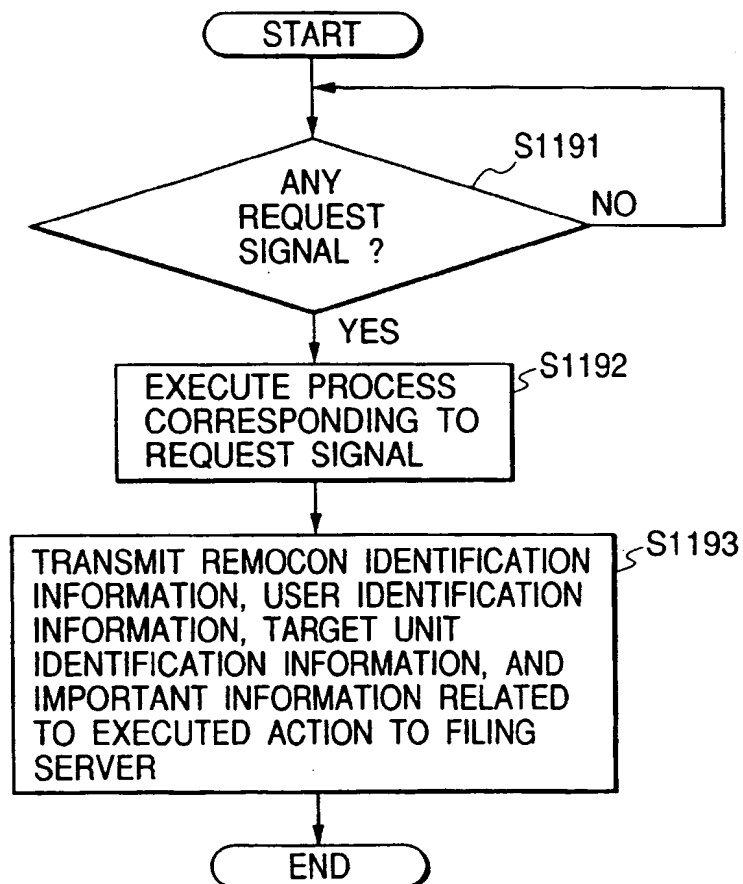 START
S1191
ANY
REQUEST
SIGNAL ?
NO
YES
S1192
EXECUTE PROCESS
CORRESPONDING TO
REQUEST SIGNAL
S1193
TRANSMIT REMOCON IDENTIFICATION
INFORMATION, USER IDENTIFICATION
INFORMATION, TARGET UNIT
IDENTIFICATION INFORMATION, AND
IMPORTANT INFORMATION RELATED
TO EXECUTED ACTION TO FILING
SERVER
END